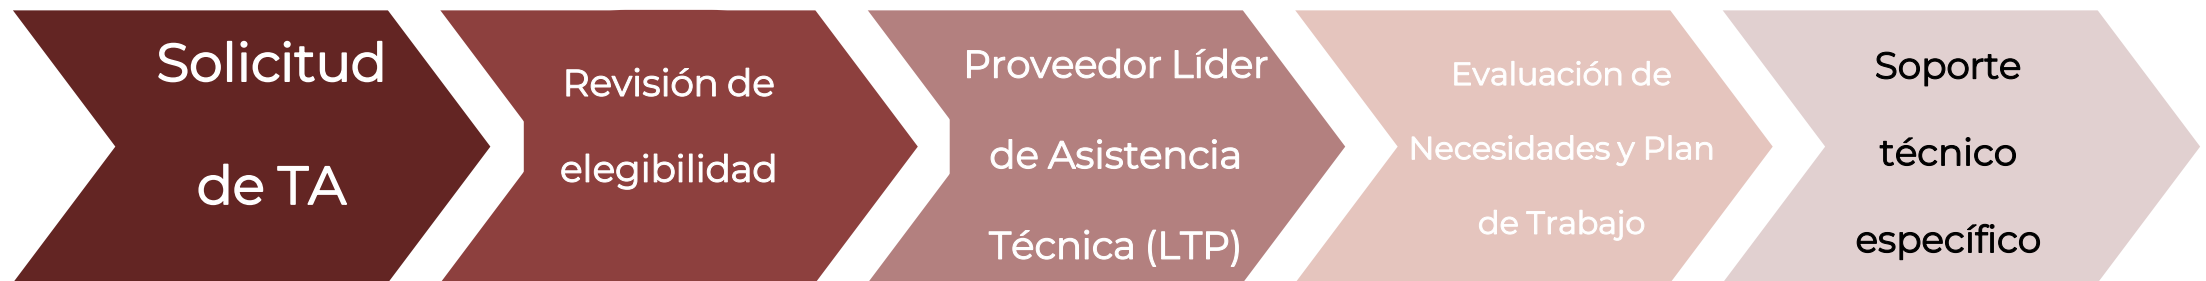 Solicitud
de TA
Revisión de
elegibilidad
Proveedor Líder
de Asistencia
Técnica (LTP)
Evaluación de
Necesidades y Plan
de Trabajo
Soporte
técnico
específico